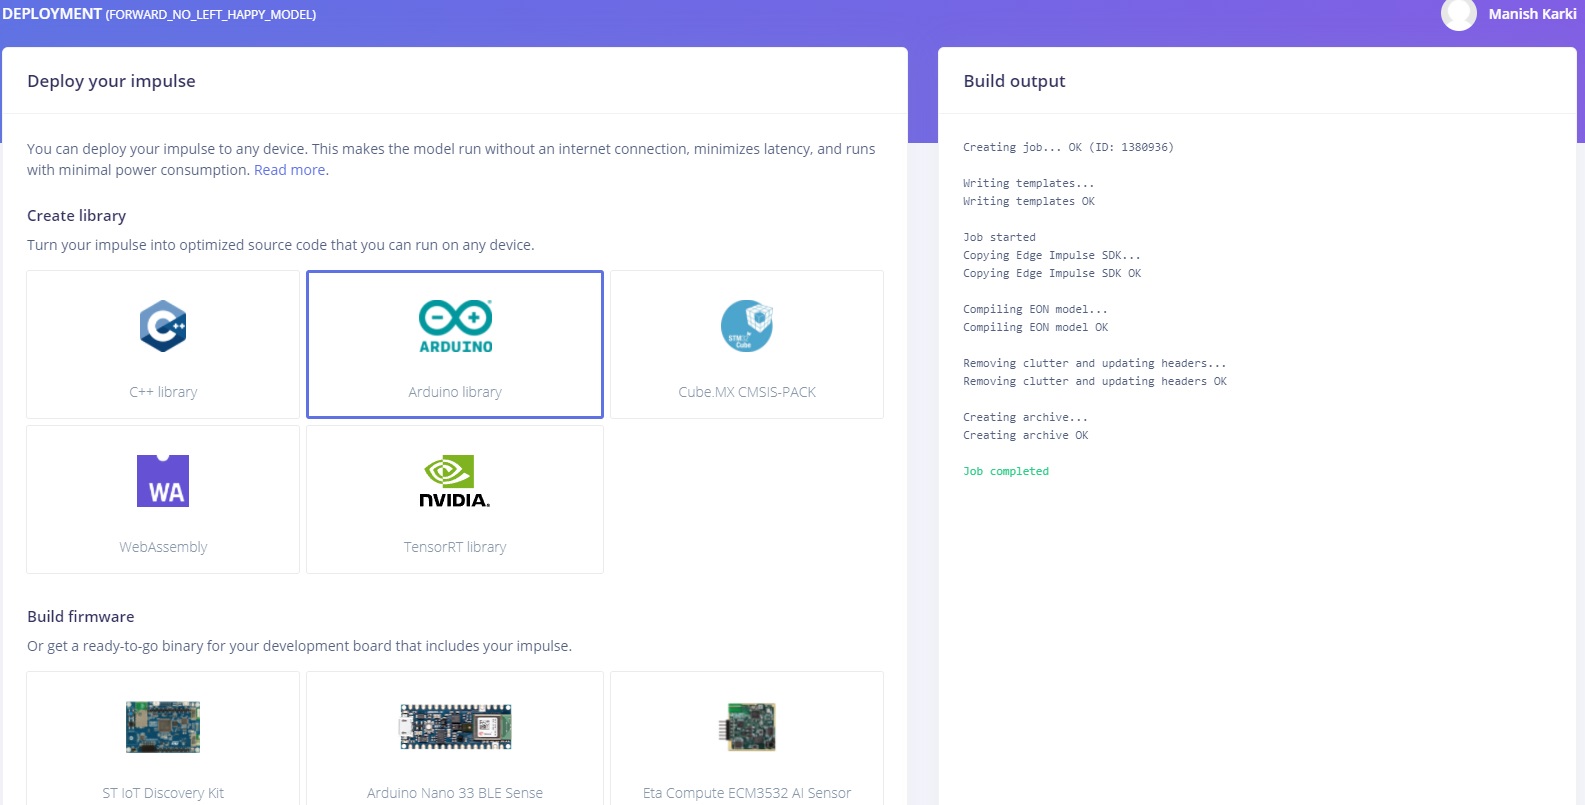 DEPLOYMENT (FORWARD_NO_LEFT_HAPPY_MODEL)
Manish Karki
Deploy your impulse
You can deploy your impulse to any device. This makes the model run without an internet connection, minimizes latency, and runs
with minimal power consumption. Read more.
Create library
Turn your impulse into optimized source code that you can run on any device.
C++
C++ library
ARDUINO
Arduino library
STM32
Cube
Cube.MX CMSIS-PACK
WA
WebAssembly
NVIDIA.
TensorRT library
Build firmware
Or get a ready-to-go binary for your development board that includes your impulse.
ST IoT Discovery Kit
Arduino Nano 33 BLE Sense
Eta Compute ECM3532 AI Sensor
Build output
Creating job... OK (ID: 1380936)
Writing templates...
Writing templates OK
Job started
Copying Edge Impulse SDK...
Copying Edge Impulse SDK OK
Compiling EON model...
Compiling EON model OK
Removing clutter and updating headers...
Removing clutter and updating headers OK
Creating archive...
Creating archive OK
Job completed